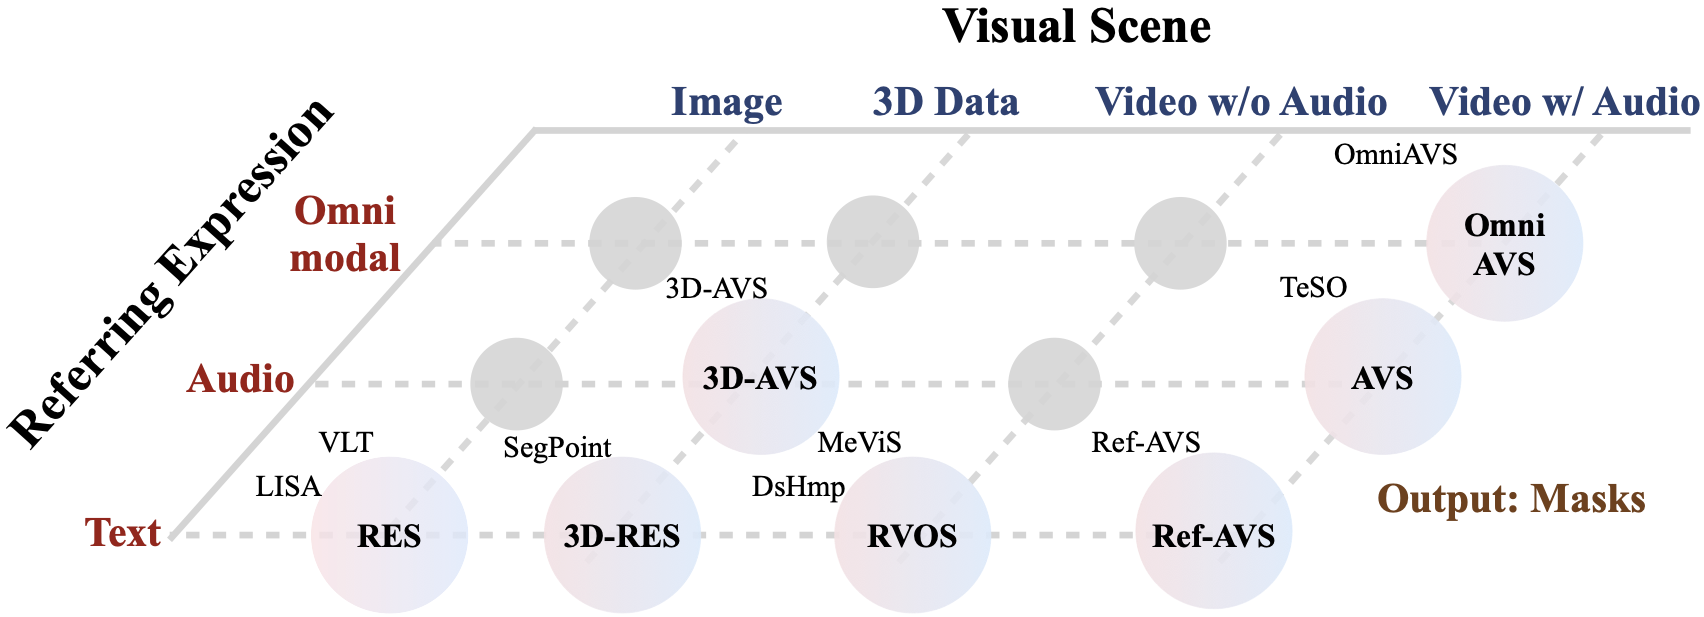 Visual Scene
Image
3D Data
Video w/o Audio
Video w/ Audio
Referring Expression
Omni
modal
OmniAVS
Omni
AVS
3D-AVS
TeSO
Audio
3D-AVS
AVS
VLT
SegPoint
MeViS
Ref-AVS
LISA
DsHmp
Output: Masks
Text
RES
3D-RES
RVOS
Ref-AVS